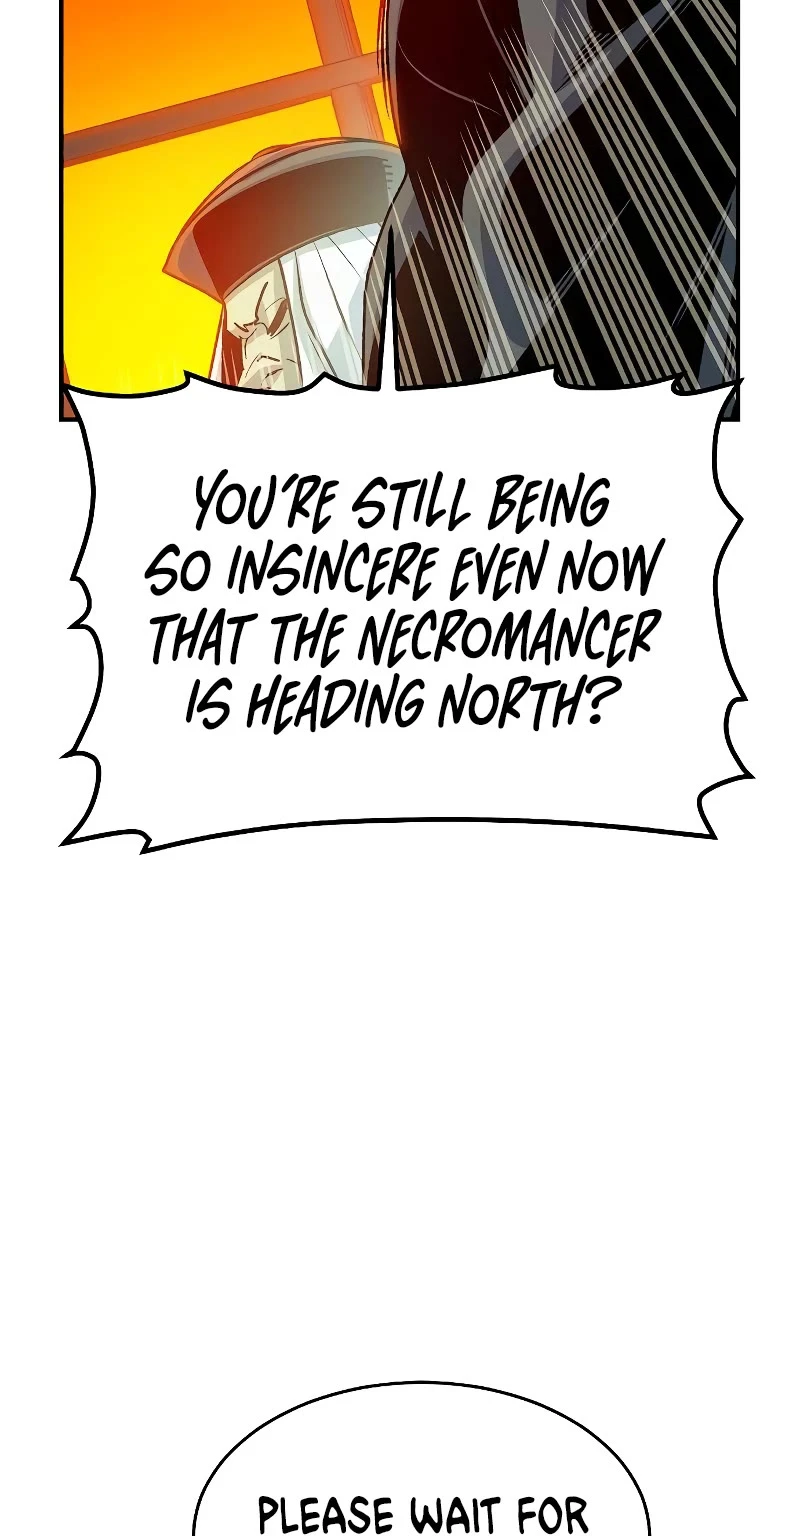 YOU'RE STILL BEING
SO INSINCERE EVEN NOW
THAT THE NECROMANCER
IS HEADING NORTH?
PLEASE WAIT FOR